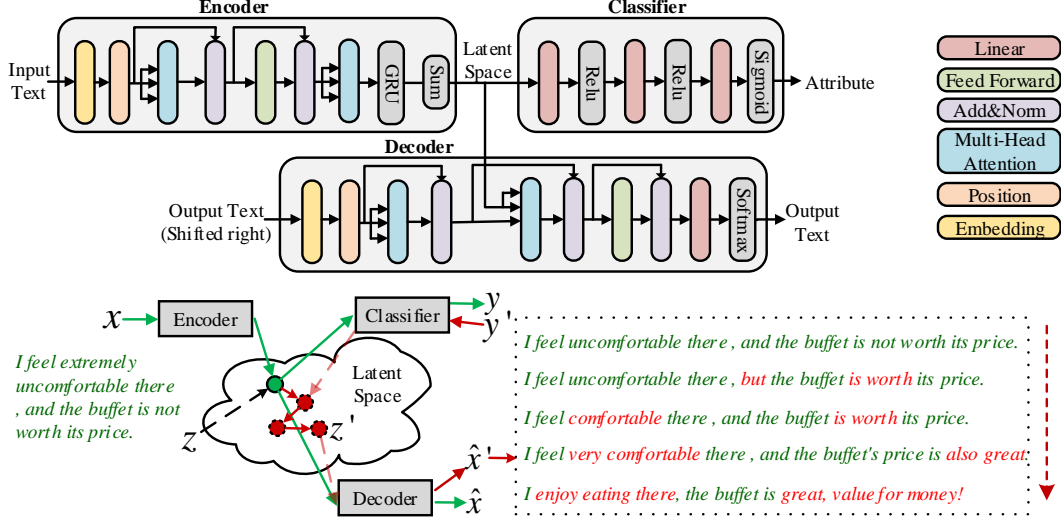 Encoder
Classifier
Input
Text
GRU
Sum
Latent
Space
Relu
Relu
Sigmoid
Attribute
Linear
Feed Forward
Add&Norm
Multi-Head
Attention
Position
Embedding
Decoder
Output Text
(Shifted right)
Softmax
Output
Text
x
Encoder
Classifier
y
y'
I feel extremely
uncomfortable there
, and the buffet is not
worth its price.
Latent
Space
z
z'
Decoder
x̂'
x̂
I feel uncomfortable there , and the buffet is not worth its price.
I feel uncomfortable there , but the buffet is worth its price.
I feel comfortable there , and the buffet is worth its price.
I feel very comfortable there , and the buffet's price is also great.
I enjoy eating there, the buffet is great, value for money!